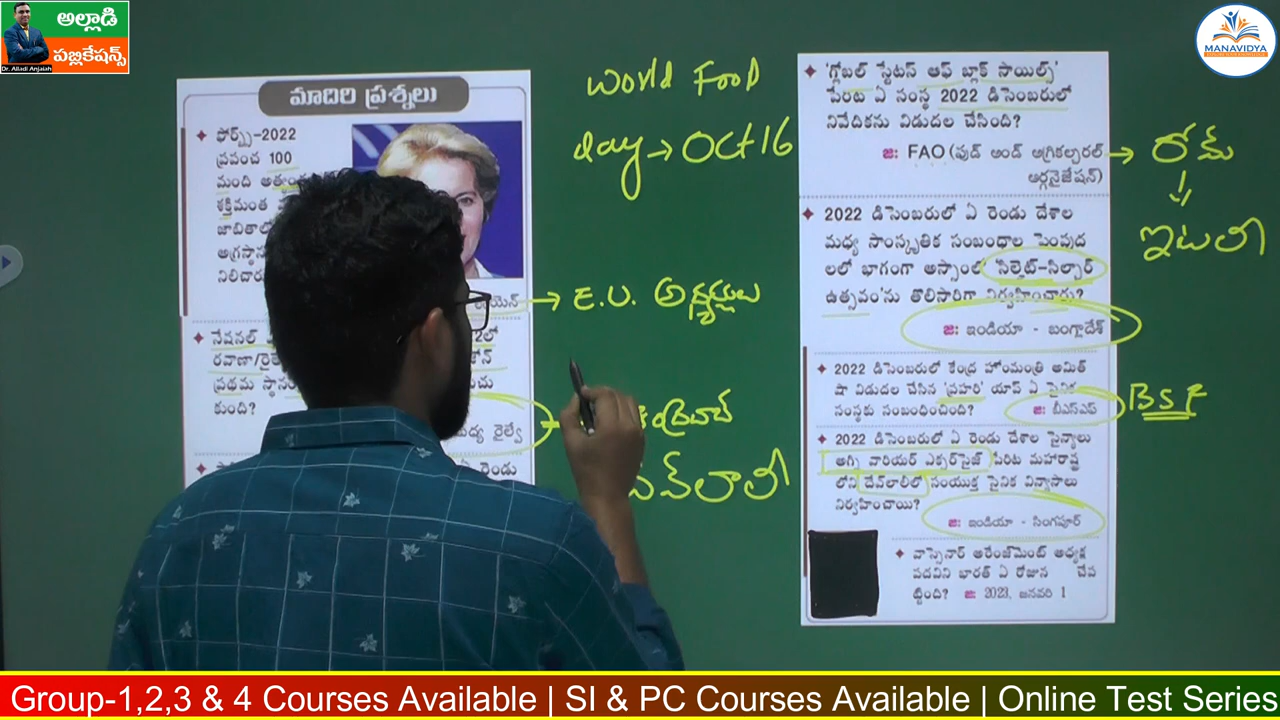 అల్లాడి
పబ్లికేషన్స్
Dr. Alladi Anjaiah
MANAVIDYA
మాదిరి ప్రశ్నలు
ఫోర్బ్స్-2022
ప్రపంచ 100
మంది
శక్తిమంత
నిలిచారు
నేషనల్
ప్రథమ
కుంది?
మధ్య రైల్వే
ఏ రెండు
World Food
day → Oct 16
→ E.U. అధ్యక్షులు
'గ్లోబల్ స్టేటస్ ఆఫ్ బ్లాక్ సాయిల్స్'
పేరిట ఏ సంస్థ 2022 డిసెంబరులో
నివేదికను విడుదల చేసింది?
జ: FAO (ఫుడ్ అండ్ అగ్రికల్చరల్
ఆర్గనైజేషన్)
→ రోమ్
ఇటలీ
2022 డిసెంబరులో ఏ రెండు దేశాల
మధ్య సాంస్కృతిక సంబంధాల పెంపుద
లలో భాగంగా అస్సాంలో 'సిల్హెట్-సిల్చార్
ఉత్సవం'ను తొలిసారిగా నిర్వహించారు?
జ: ఇండియా - బంగ్లాదేశ్
2022 డిసెంబరులో కేంద్ర హోంమంత్రి అమిత్
షా విడుదల చేసిన 'ప్రహరి' యాప్ ఏ సైనిక
సంస్థకు సంబంధించింది? జ: బీఎస్ఎఫ్
BSF
2022 డిసెంబరులో ఏ రెండు దేశాల సైన్యాలు
ఆగ్ని వారియర్ ఎక్సర్‌సైజ్ పేరిట మహారాష్ట్ర
లోని దేవ్‌లాలీలో సంయుక్త సైనిక విన్యాసాలు
నిర్వహించాయి?
జ: ఇండియా - సింగపూర్
వాస్సెనార్ అరేంజ్‌మెంట్ అధ్యక్ష
పదవిని భారత్ ఏ రోజున చేప
ట్టింది? జ: 2023, జనవరి 1
Group-1,2,3 & 4 Courses Available | SI & PC Courses Available | Online Test Series